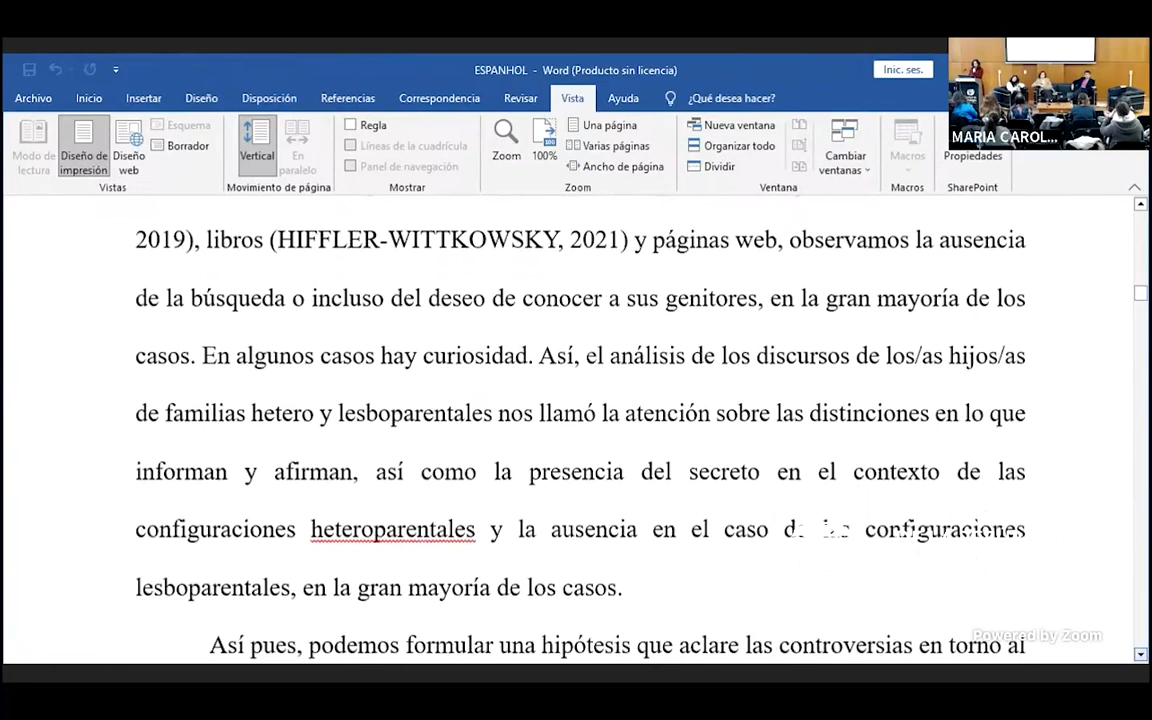 ESPANHOL - Word (Producto sin licencia)
Inic. ses.
Archivo Inicio Insertar Diseño Disposición Referencias Correspondencia Revisar Vista Ayuda ¿Qué desea hacer?
Modo de lectura
Diseño de impresión
Diseño web
Esquema
Borrador
Vistas
Vertical
En paralelo
Movimiento de página
Regla
Líneas de la cuadrícula
Panel de navegación
Mostrar
Zoom
100%
Una página
Varias páginas
Ancho de página
Zoom
Nueva ventana
Organizar todo
Dividir
Cambiar ventanas
Ventana
Macros
Macros
Propiedades
SharePoint
MARIA CAROL...
2019), libros (HIFFLER-WITTKOWSKY, 2021) y páginas web, observamos la ausencia
de la búsqueda o incluso del deseo de conocer a sus genitores, en la gran mayoría de los
casos. En algunos casos hay curiosidad. Así, el análisis de los discursos de los/as hijos/as
de familias hetero y lesboparentales nos llamó la atención sobre las distinciones en lo que
informan y afirman, así como la presencia del secreto en el contexto de las
configuraciones heteroparentales y la ausencia en el caso de las configuraciones
lesboparentales, en la gran mayoría de los casos.
Así pues, podemos formular una hipótesis que aclare las controversias en torno al
Powered by Zoom